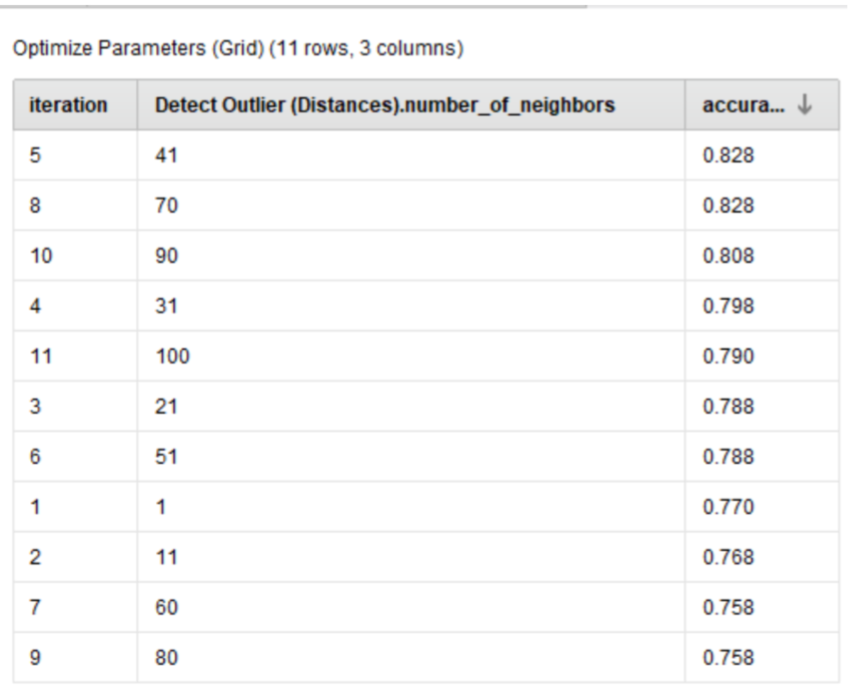 Optimize Parameters (Grid) (11 rows, 3 columns)
iteration Detect Outlier (Distances).number_of_neighbors accura... ↓
5 41 0.828
8 70 0.828
10 90 0.808
4 31 0.798
11 100 0.790
3 21 0.788
6 51 0.788
1 1 0.770
2 11 0.768
7 60 0.758
9 80 0.758